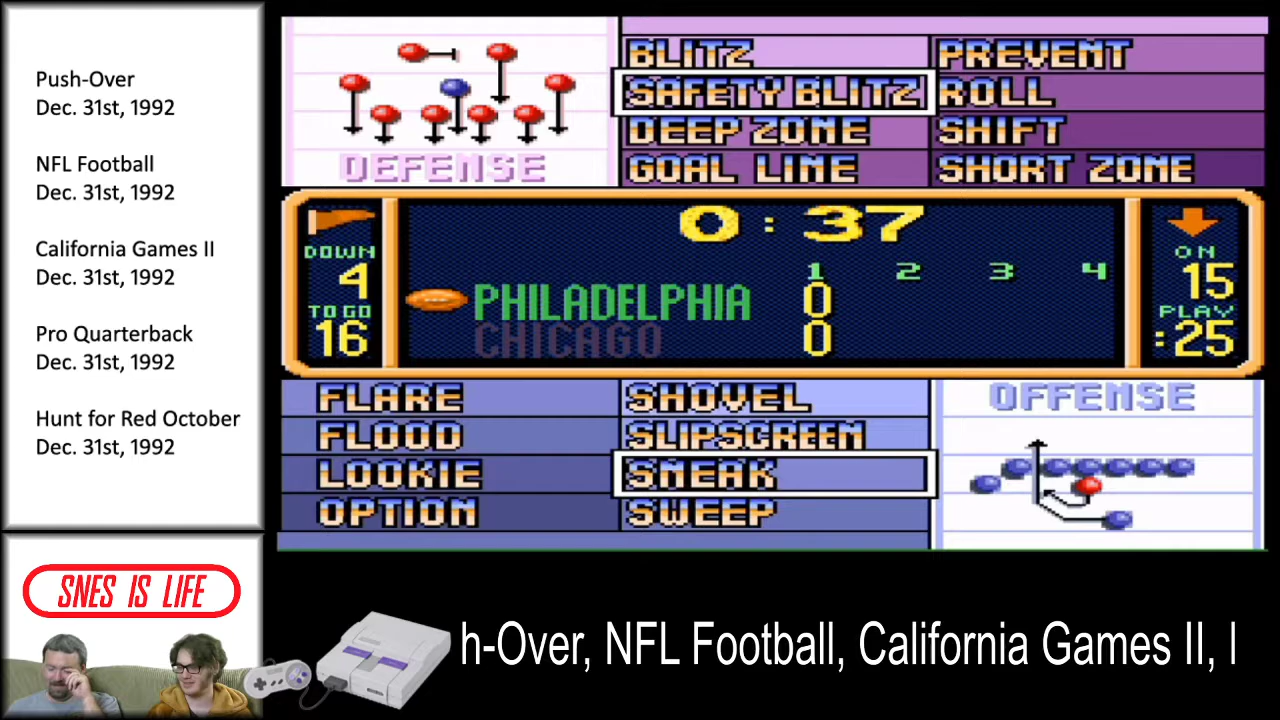 Push-Over
Dec. 31st, 1992
NFL Football
Dec. 31st, 1992
California Games II
Dec. 31st, 1992
Pro Quarterback
Dec. 31st, 1992
Hunt for Red October
Dec. 31st, 1992
SNES IS LIFE
DEFENSE
BLITZ PREVENT
SAFETY BLITZ ROLL
DEEP ZONE SHIFT
GOAL LINE SHORT ZONE
0:37
DOWN
4
TO GO
16
1 2 3 4
PHILADELPHIA 0
CHICAGO 0
ON
15
PLAY
:25
FLARE SHOVEL
FLOOD SLIPSCREEN
LOOKIE SNEAK
OPTION SWEEP
OFFENSE
h-Over, NFL Football, California Games II,